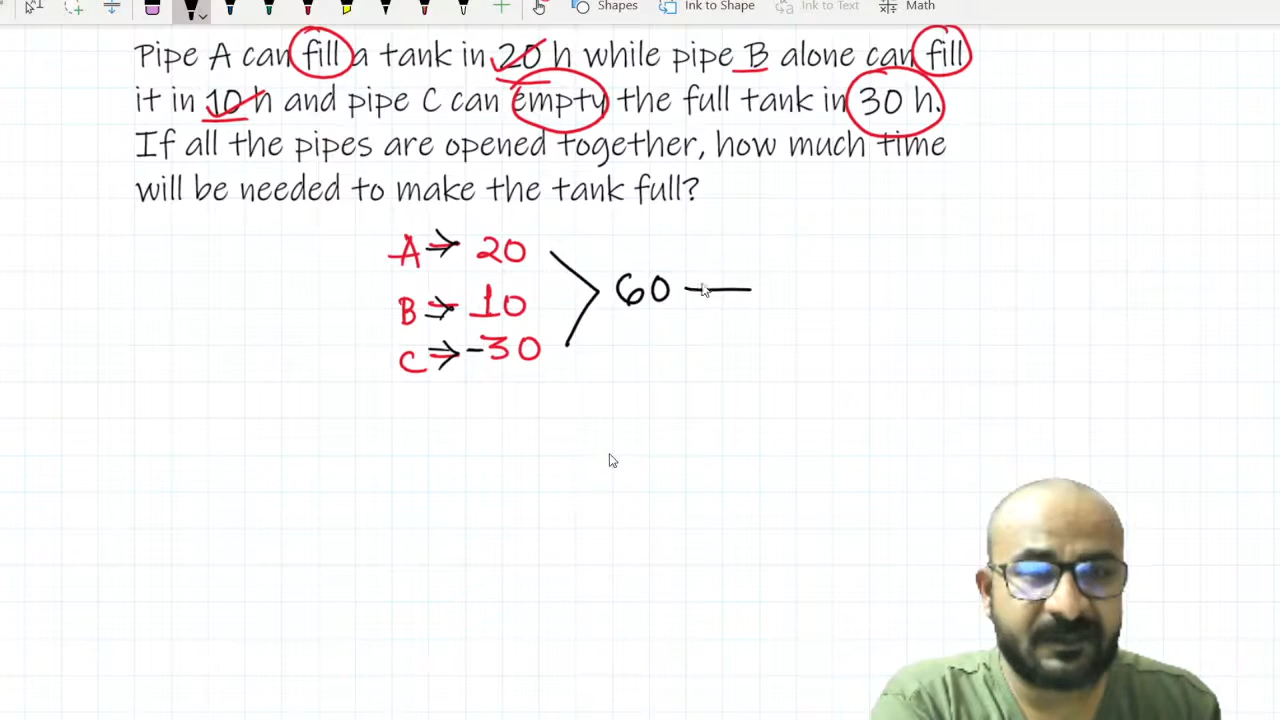 Shapes Ink to Shape Ink to Text Math
Pipe A can fill a tank in 20 h while pipe B alone can fill
it in 10 h and pipe C can empty the full tank in 30 h.
If all the pipes are opened together, how much time
will be needed to make the tank full?
A → 20
B → 10
C → -30
60 —